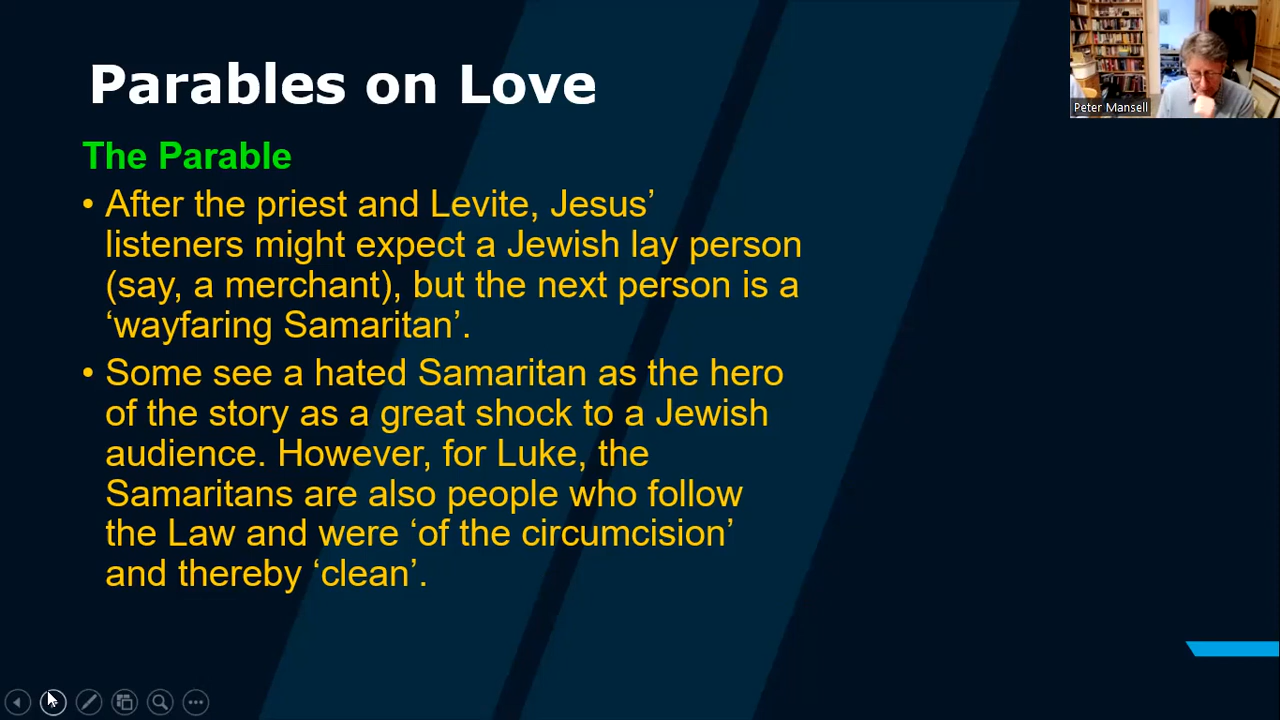 Parables on Love
Peter Mansell
The Parable
• After the priest and Levite, Jesus’
listeners might expect a Jewish lay person
(say, a merchant), but the next person is a
‘wayfaring Samaritan’.
• Some see a hated Samaritan as the hero
of the story as a great shock to a Jewish
audience. However, for Luke, the
Samaritans are also people who follow
the Law and were ‘of the circumcision’
and thereby ‘clean’.